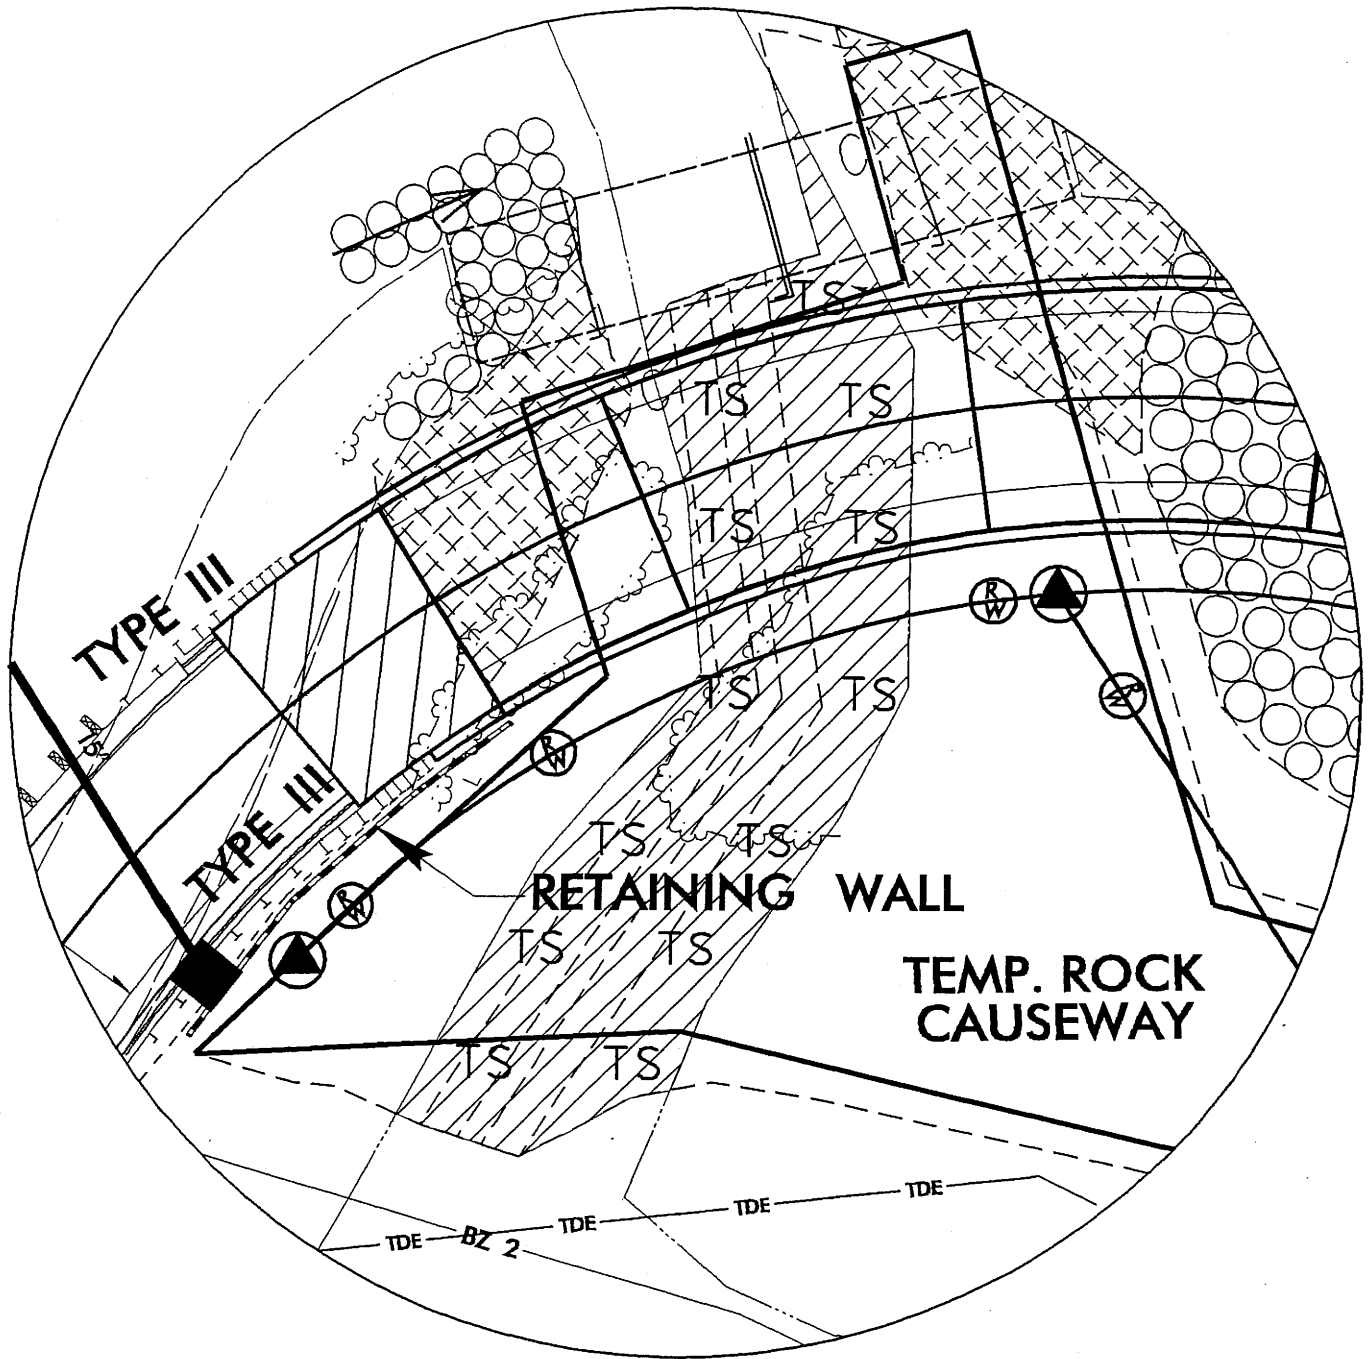 TS
TS TS
TS TS
TYPE III
75'
TS TS
R/W
R/W
R/W
TYPE III
TS TS
RETAINING WALL
R/W
TS TS
TEMP. ROCK
CAUSEWAY
TS TS
TDE TDE TDE TDE
BZ 2